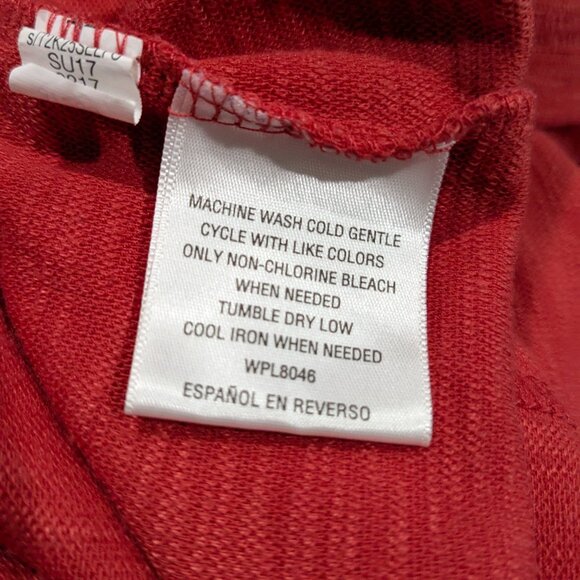 SU17
MACHINE WASH COLD GENTLE
CYCLE WITH LIKE COLORS
ONLY NON-CHLORINE BLEACH
WHEN NEEDED
TUMBLE DRY LOW
COOL IRON WHEN NEEDED
WPL8046
ESPAÑOL EN REVERSO